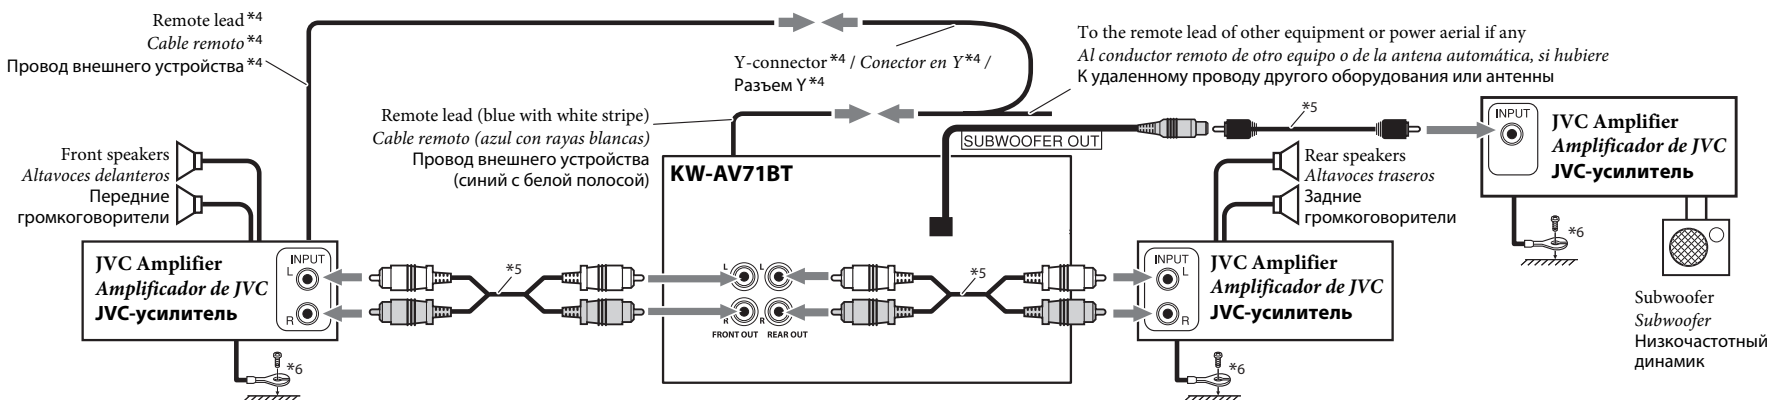 Remote lead *4
Cable remoto *4
Провод внешнего устройства *4
Y-connector *4 / Conector en Y *4 /
Разъем Y *4
To the remote lead of other equipment or power aerial if any
Al conductor remoto de otro equipo o de la antena automática, si hubiere
К удаленному проводу другого оборудования или антенны
Remote lead (blue with white stripe)
Cable remoto (azul con rayas blancas)
Провод внешнего устройства
(синий с белой полосой)
*5
SUBWOOFER OUT
INPUT
JVC Amplifier
Amplificador de JVC
JVC-усилитель
*6
Subwoofer
Subwoofer
Низкочастотный
динамик
Front speakers
Altavoces delanteros
Передние
громкоговорители
KW-AV71BT
Rear speakers
Altavoces traseros
Задние
громкоговорители
JVC Amplifier
Amplificador de JVC
JVC-усилитель
INPUT
L
R
*5
L
L
R
R
FRONT OUT
REAR OUT
*5
INPUT
L
R
JVC Amplifier
Amplificador de JVC
JVC-усилитель
*6
*6